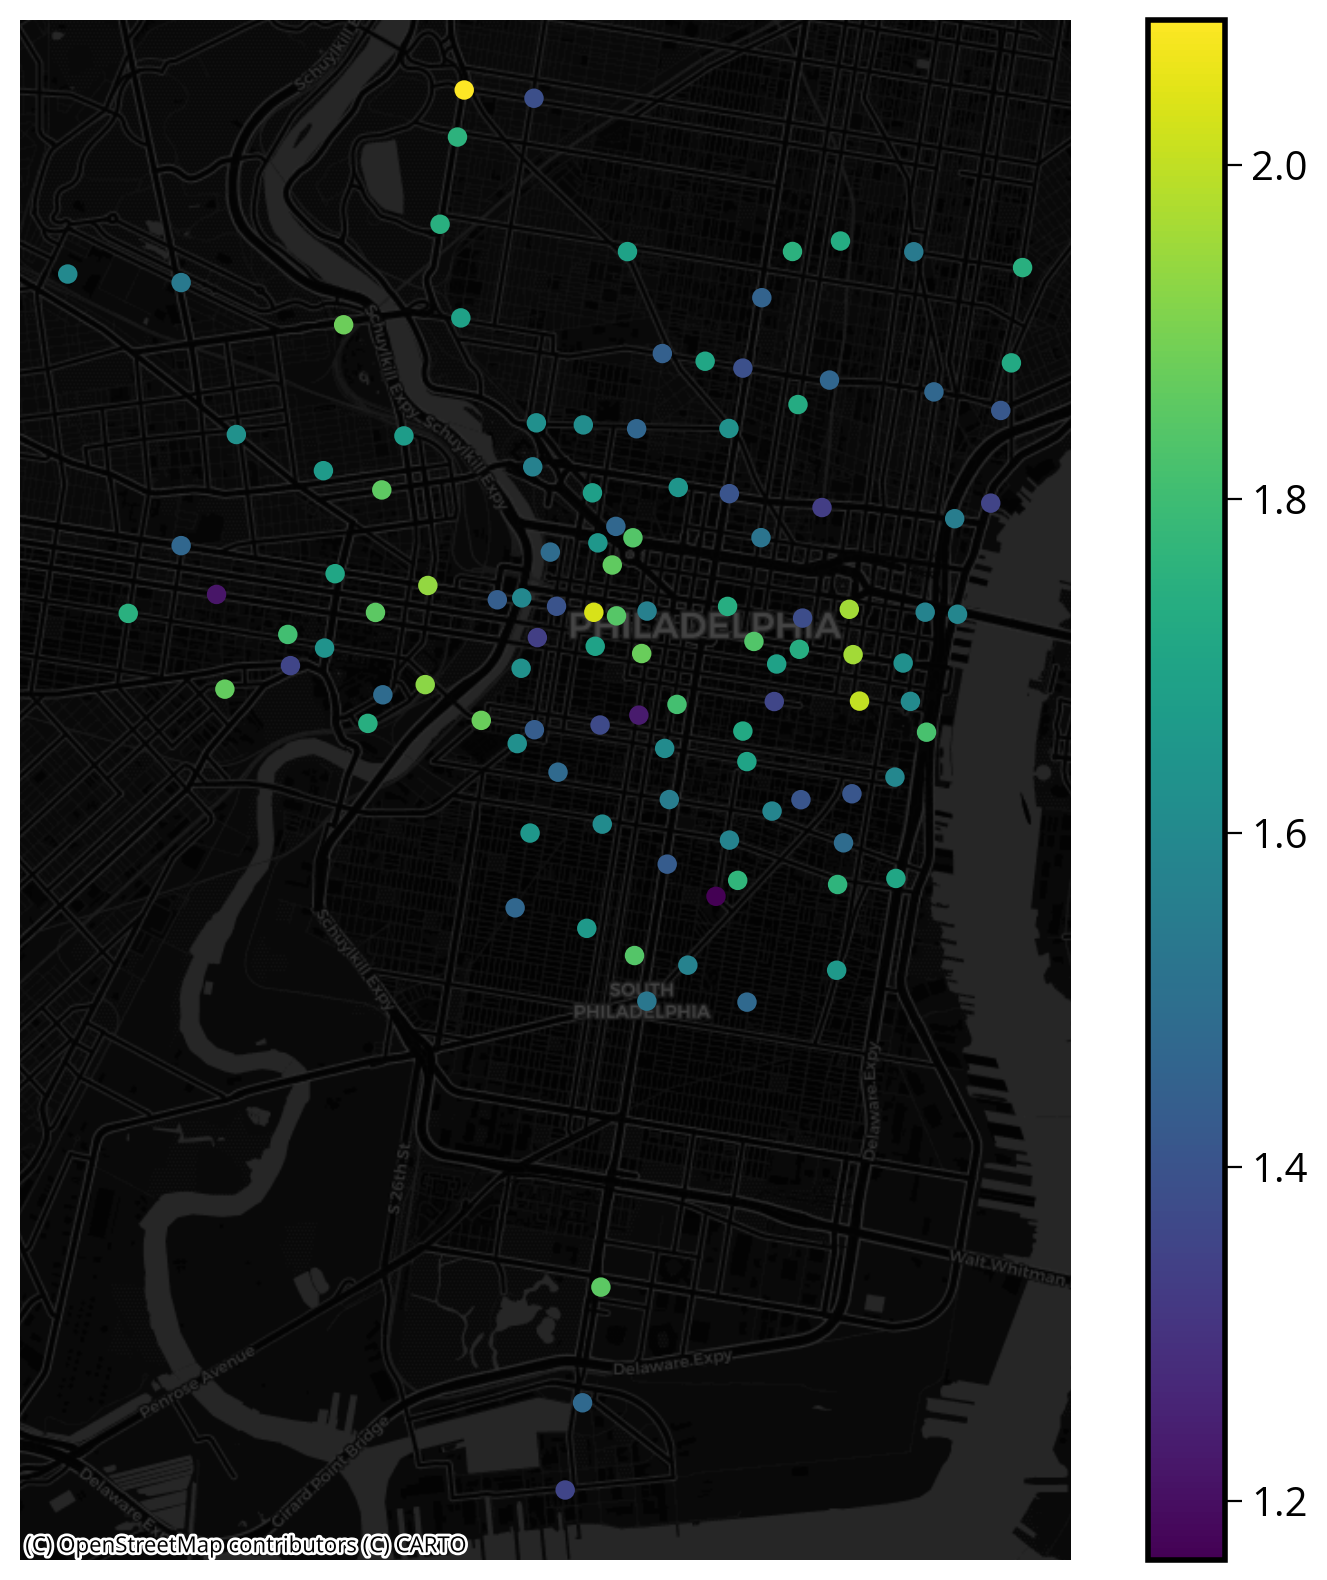 Schuylkill
Schuylkill Expy
Schuylkill Expy
2.0
1.8
PHILADELPHIA
1.6
Schuylkill Expy
SOUTH
PHILADELPHIA
Delaware Expy
S 26th St
1.4
Walt Whitman
Delaware Expy
Penrose Avenue
Girard Point Bridge
Delaware Ex
1.2
(C) OpenStreetMap contributors (C) CARTO